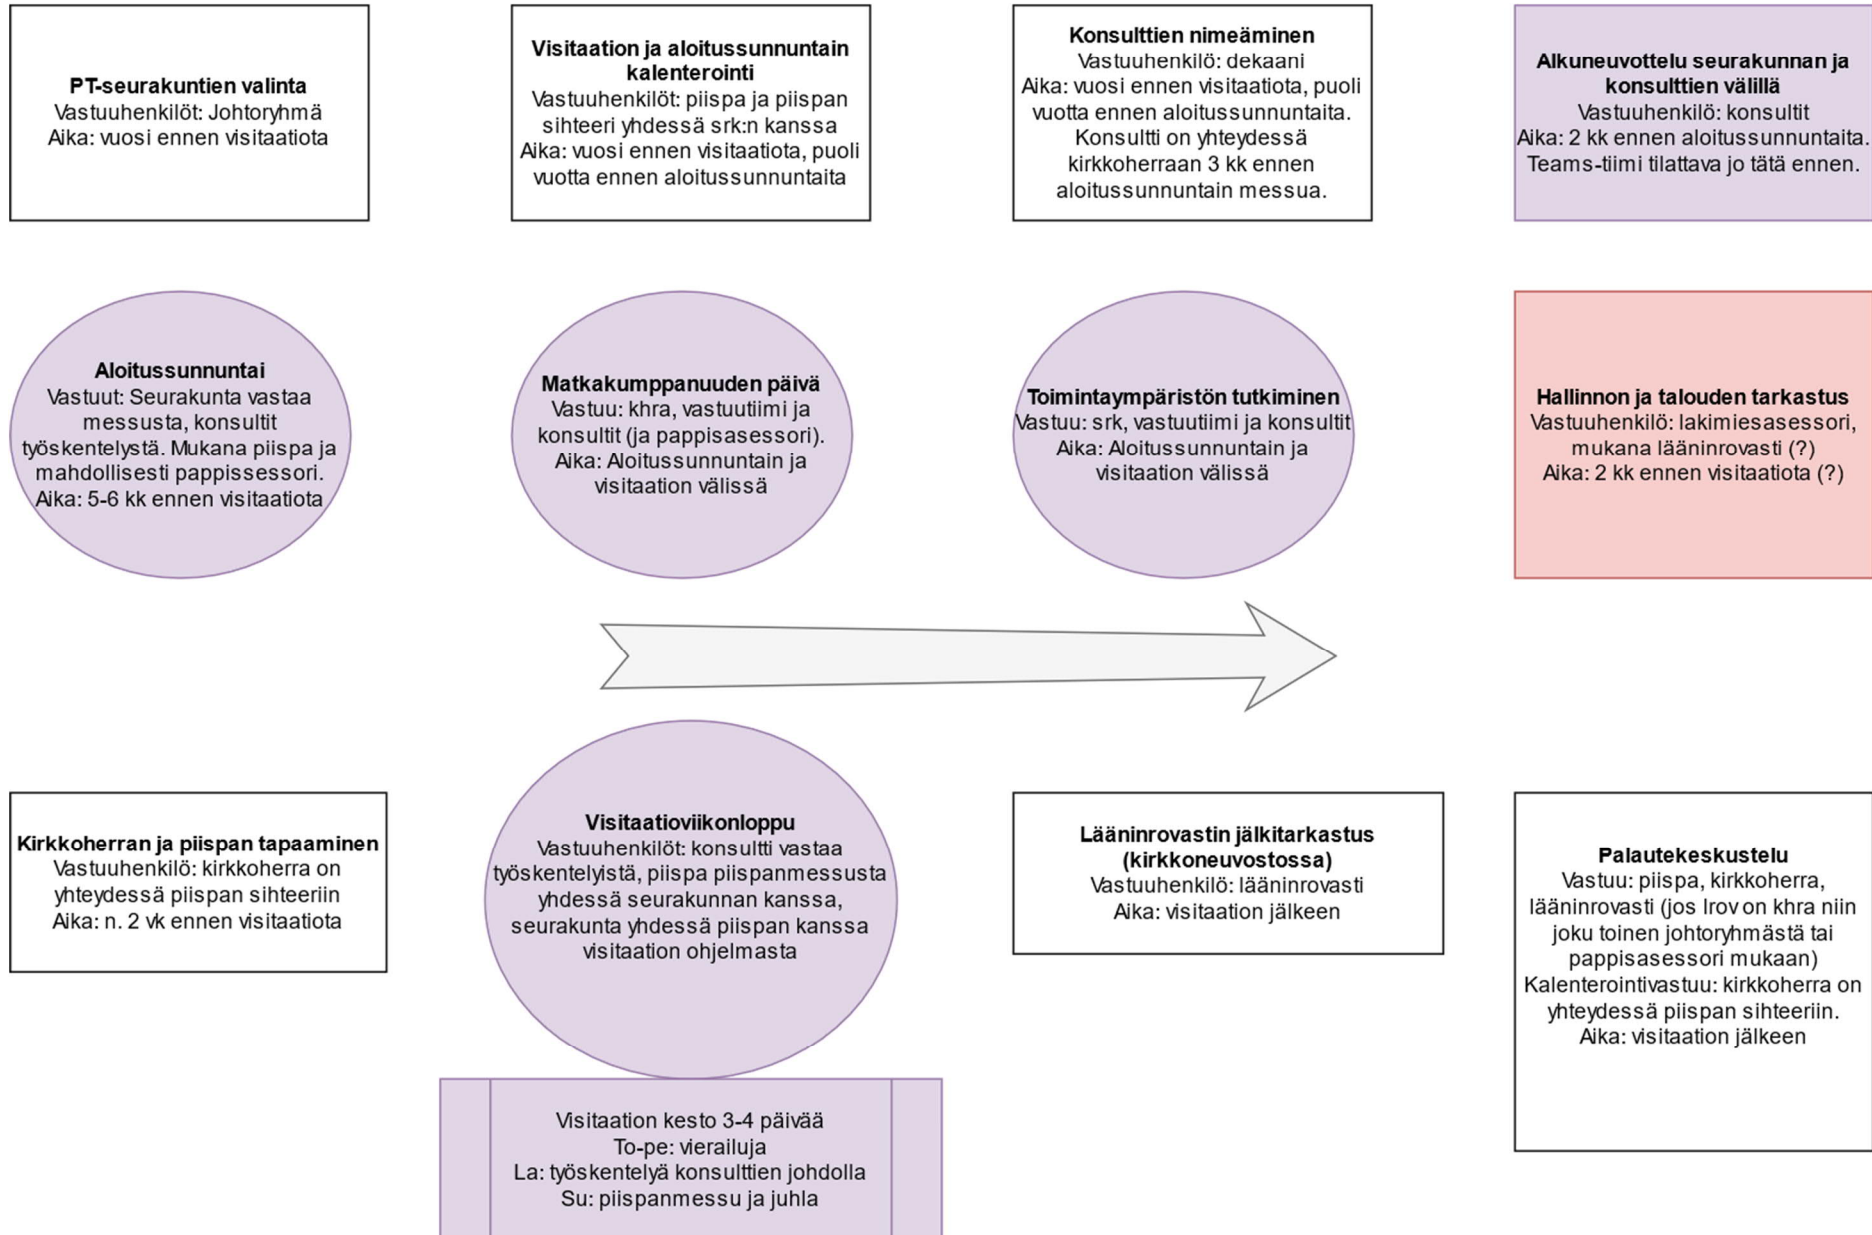 PT-seurakuntien valinta
Vastuuhenkilöt: Johtoryhmä
Aika: vuosi ennen visitaatiota
Visitaation ja aloitussunnuntain
kalenterointi
Vastuuhenkilöt: piispa ja piispan
sihteeri yhdessä srk:n kanssa
Aika: vuosi ennen visitaatiota, puoli
vuotta ennen aloitussunnuntaita
Konsulttien nimeäminen
Vastuuhenkilö: dekaani
Aika: vuosi ennen visitaatiota, puoli
vuotta ennen aloitussunnuntaita.
Konsultti on yhteydessä
kirkkoherraan 3 kk ennen
aloitussunnuntain messua.
Alkuneuvottelu seurakunnan ja
konsulttien välillä
Vastuuhenkilö: konsultit
Aika: 2 kk ennen aloitussunnuntaita.
Teams-tiimi tilattava jo tätä ennen.
Aloitussunnuntai
Vastuut: Seurakunta vastaa
messusta, konsultit
työskentelystä. Mukana piispa ja
mahdollisesti pappissessori.
Aika: 5-6 kk ennen visitaatiota
Matkakumppanuuden päivä
Vastuu: khra, vastuutiimi ja
konsultit (ja pappisasessori).
Aika: Aloitussunnuntain ja
visitaation välissä
Toimintaympäristön tutkiminen
Vastuu: srk, vastuutiimi ja konsultit
Aika: Aloitussunnuntain ja
visitaation välissä
Hallinnon ja talouden tarkastus
Vastuuhenkilö: lakimiesasessori,
mukana lääninrovasti (?)
Aika: 2 kk ennen visitaatiota (?)
Kirkkoherran ja piispan tapaaminen
Vastuuhenkilö: kirkkoherra on
yhteydessä piispan sihteeriin
Aika: n. 2 vk ennen visitaatiota
Visitaatioviikonloppu
Vastuuhenkilöt: konsultti vastaa
työskentelyistä, piispa piispanmessusta
yhdessä seurakunnan kanssa,
seurakunta yhdessä piispan kanssa
visitaation ohjelmasta
Visitaation kesto 3-4 päivää
To-pe: vierailuja
La: työskentelyä konsulttien johdolla
Su: piispanmessu ja juhla
Lääninrovastin jälkitarkastus
(kirkkoneuvostossa)
Vastuuhenkilö: lääninrovasti
Aika: visitaation jälkeen
Palautekeskustelu
Vastuu: piispa, kirkkoherra,
lääninrovasti (jos lrov on khra niin
joku toinen johtoryhmästä tai
pappisasessori mukaan)
Kalenterointivastuu: kirkkoherra on
yhteydessä piispan sihteeriin.
Aika: visitaation jälkeen